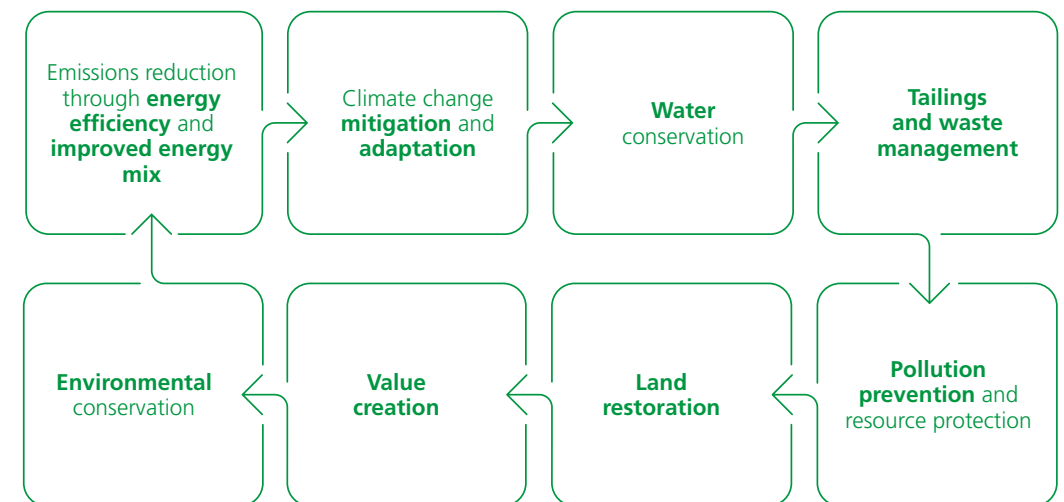 Emissions reduction
through energy
efficiency and
improved energy
mix
Climate change
mitigation and
adaptation
Water
conservation
Tailings
and waste
management
Pollution
prevention and
resource protection
Land
restoration
Value
creation
Environmental
conservation